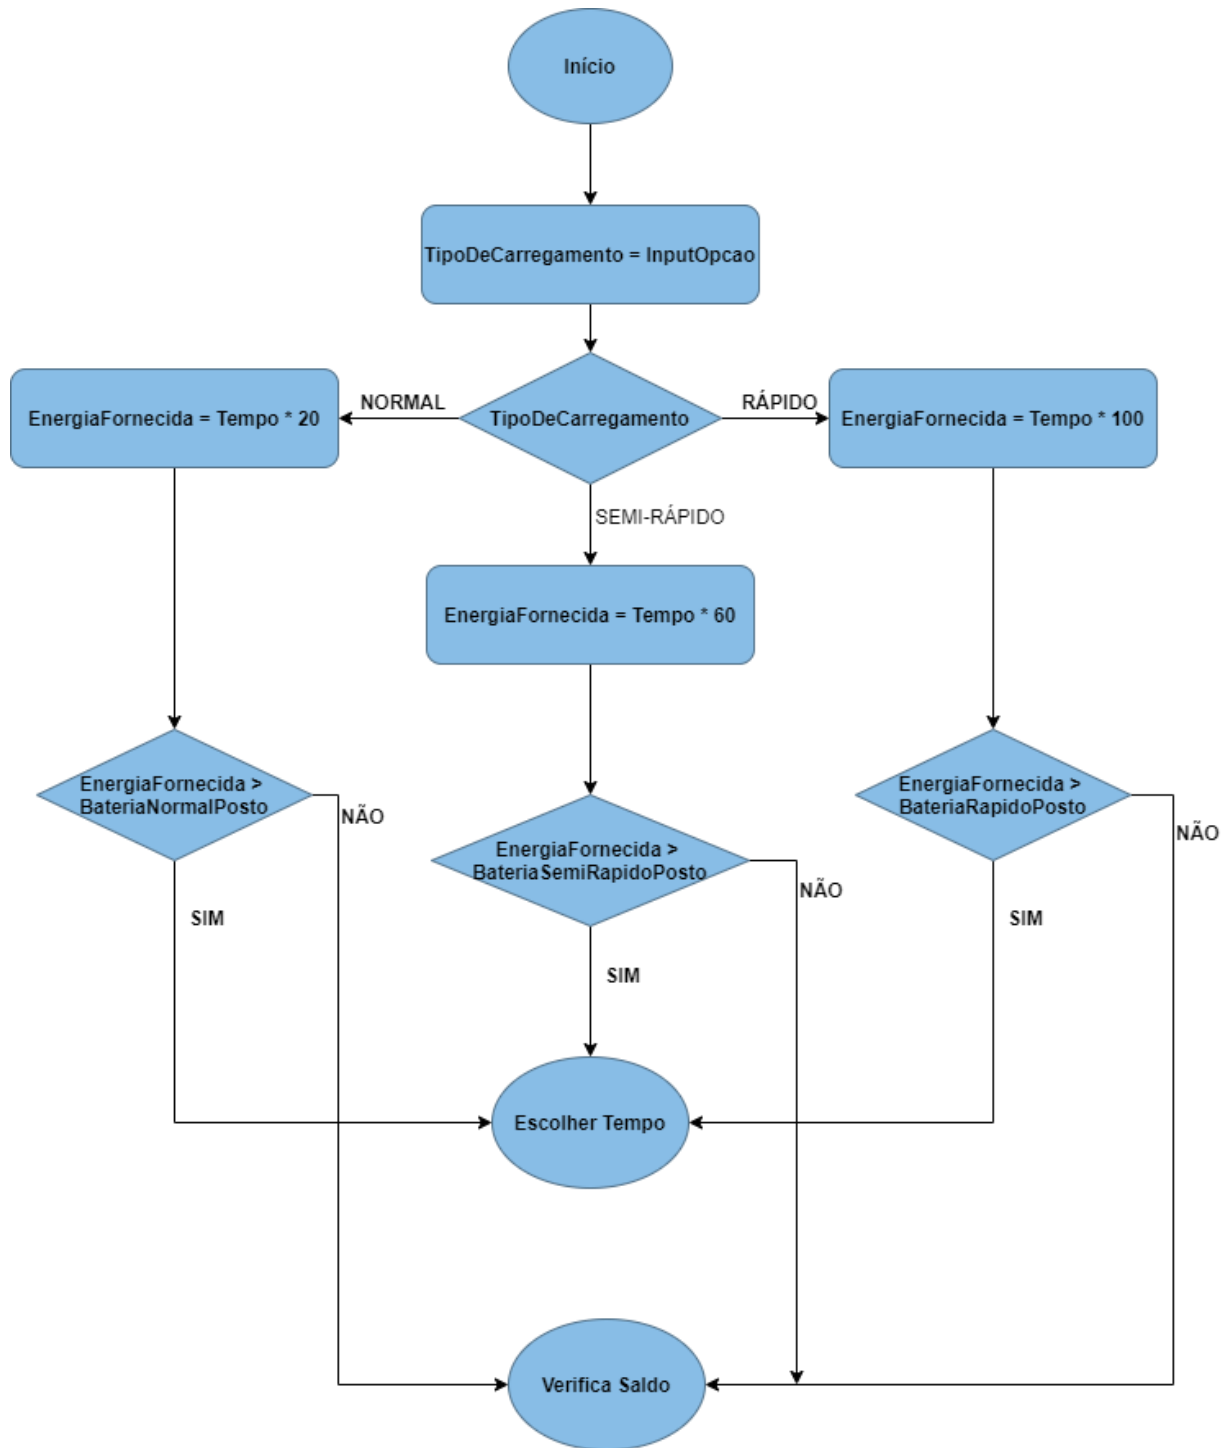 Início
TipoDeCarregamento = InputOpcao
NORMAL
TipoDeCarregamento
RÁPIDO
EnergiaFornecida = Tempo * 20
EnergiaFornecida = Tempo * 100
SEMI-RÁPIDO
EnergiaFornecida = Tempo * 60
EnergiaFornecida >
BateriaNormalPosto
NÃO
EnergiaFornecida >
BateriaRapidoPosto
NÃO
EnergiaFornecida >
BateriaSemiRapidoPosto
NÃO
SIM
SIM
SIM
Escolher Tempo
Verifica Saldo